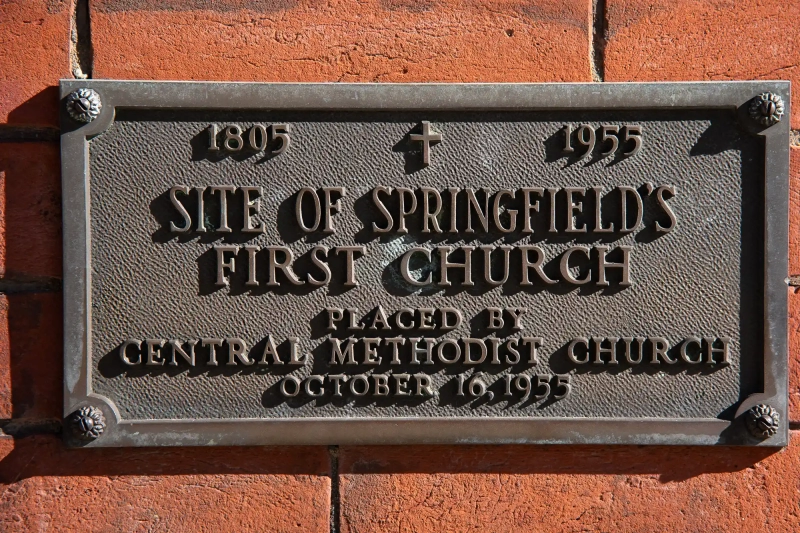 1805 ✝ 1955
SITE OF SPRINGFIELD'S
FIRST CHURCH
PLACED BY
CENTRAL METHODIST CHURCH
OCTOBER 16, 1955